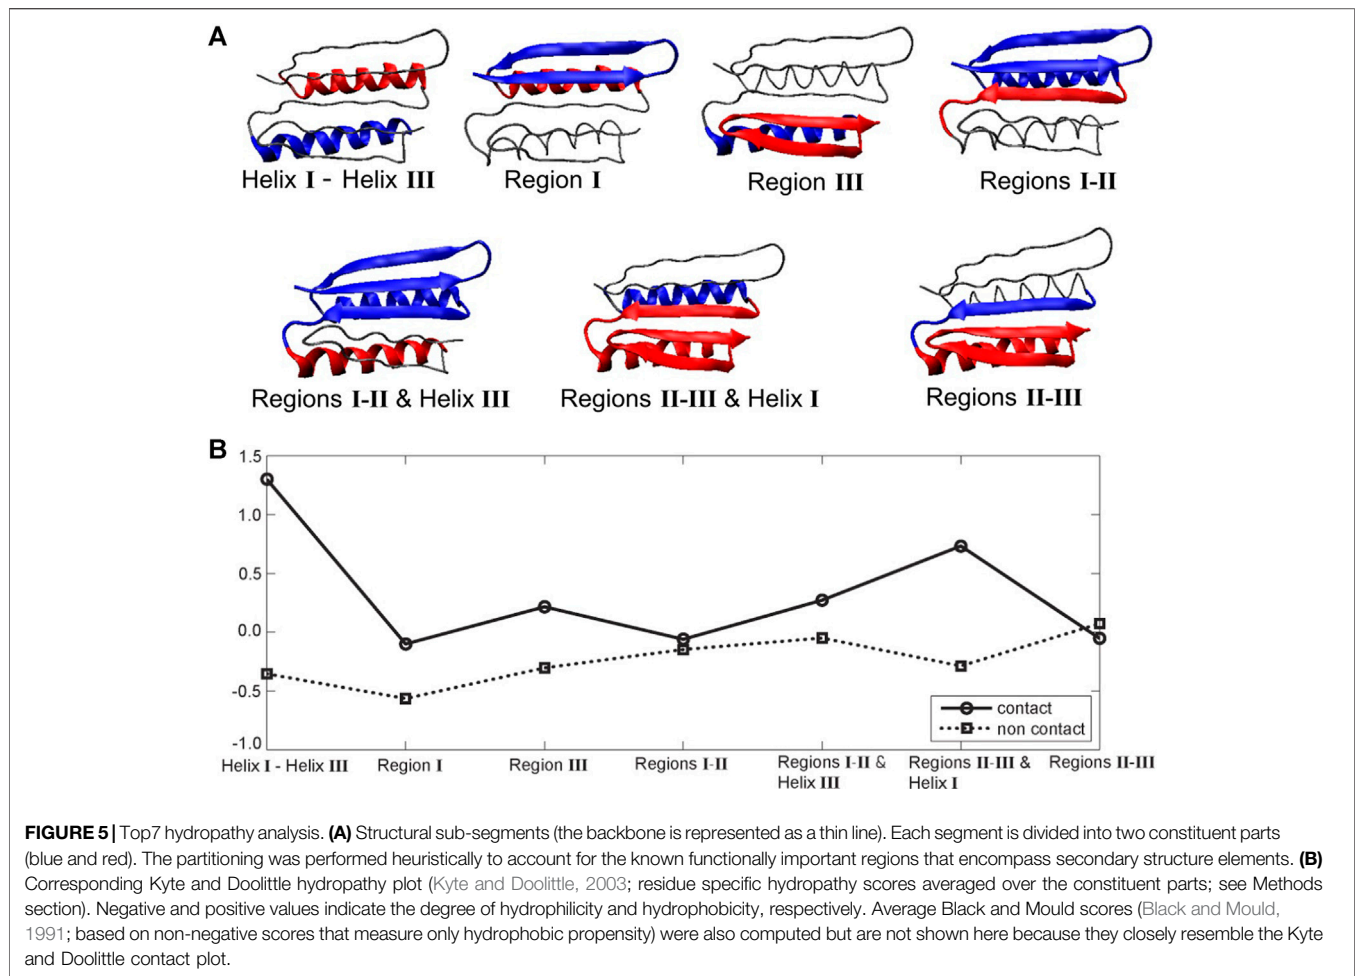 A
Helix I - Helix III
Region I
Region III
Regions I-II
Regions I-II & Helix III
Regions II-III & Helix I
Regions II-III
B
1.5
1.0
0.5
0.0
-0.5
-1.0
contact
non contact
Helix I - Helix III
Region I
Region III
Regions I-II
Regions I-II &
Helix III
Regions II-III &
Helix I
Regions II-III
FIGURE 5 | Top7 hydropathy analysis. (A) Structural sub-segments (the backbone is represented as a thin line). Each segment is divided into two constituent parts
(blue and red). The partitioning was performed heuristically to account for the known functionally important regions that encompass secondary structure elements. (B)
Corresponding Kyte and Doolittle hydropathy plot (Kyte and Doolittle, 2003; residue specific hydropathy scores averaged over the constituent parts; see Methods
section). Negative and positive values indicate the degree of hydrophilicity and hydrophobicity, respectively. Average Black and Mould scores (Black and Mould,
1991; based on non-negative scores that measure only hydrophobic propensity) were also computed but are not shown here because they closely resemble the Kyte
and Doolittle contact plot.